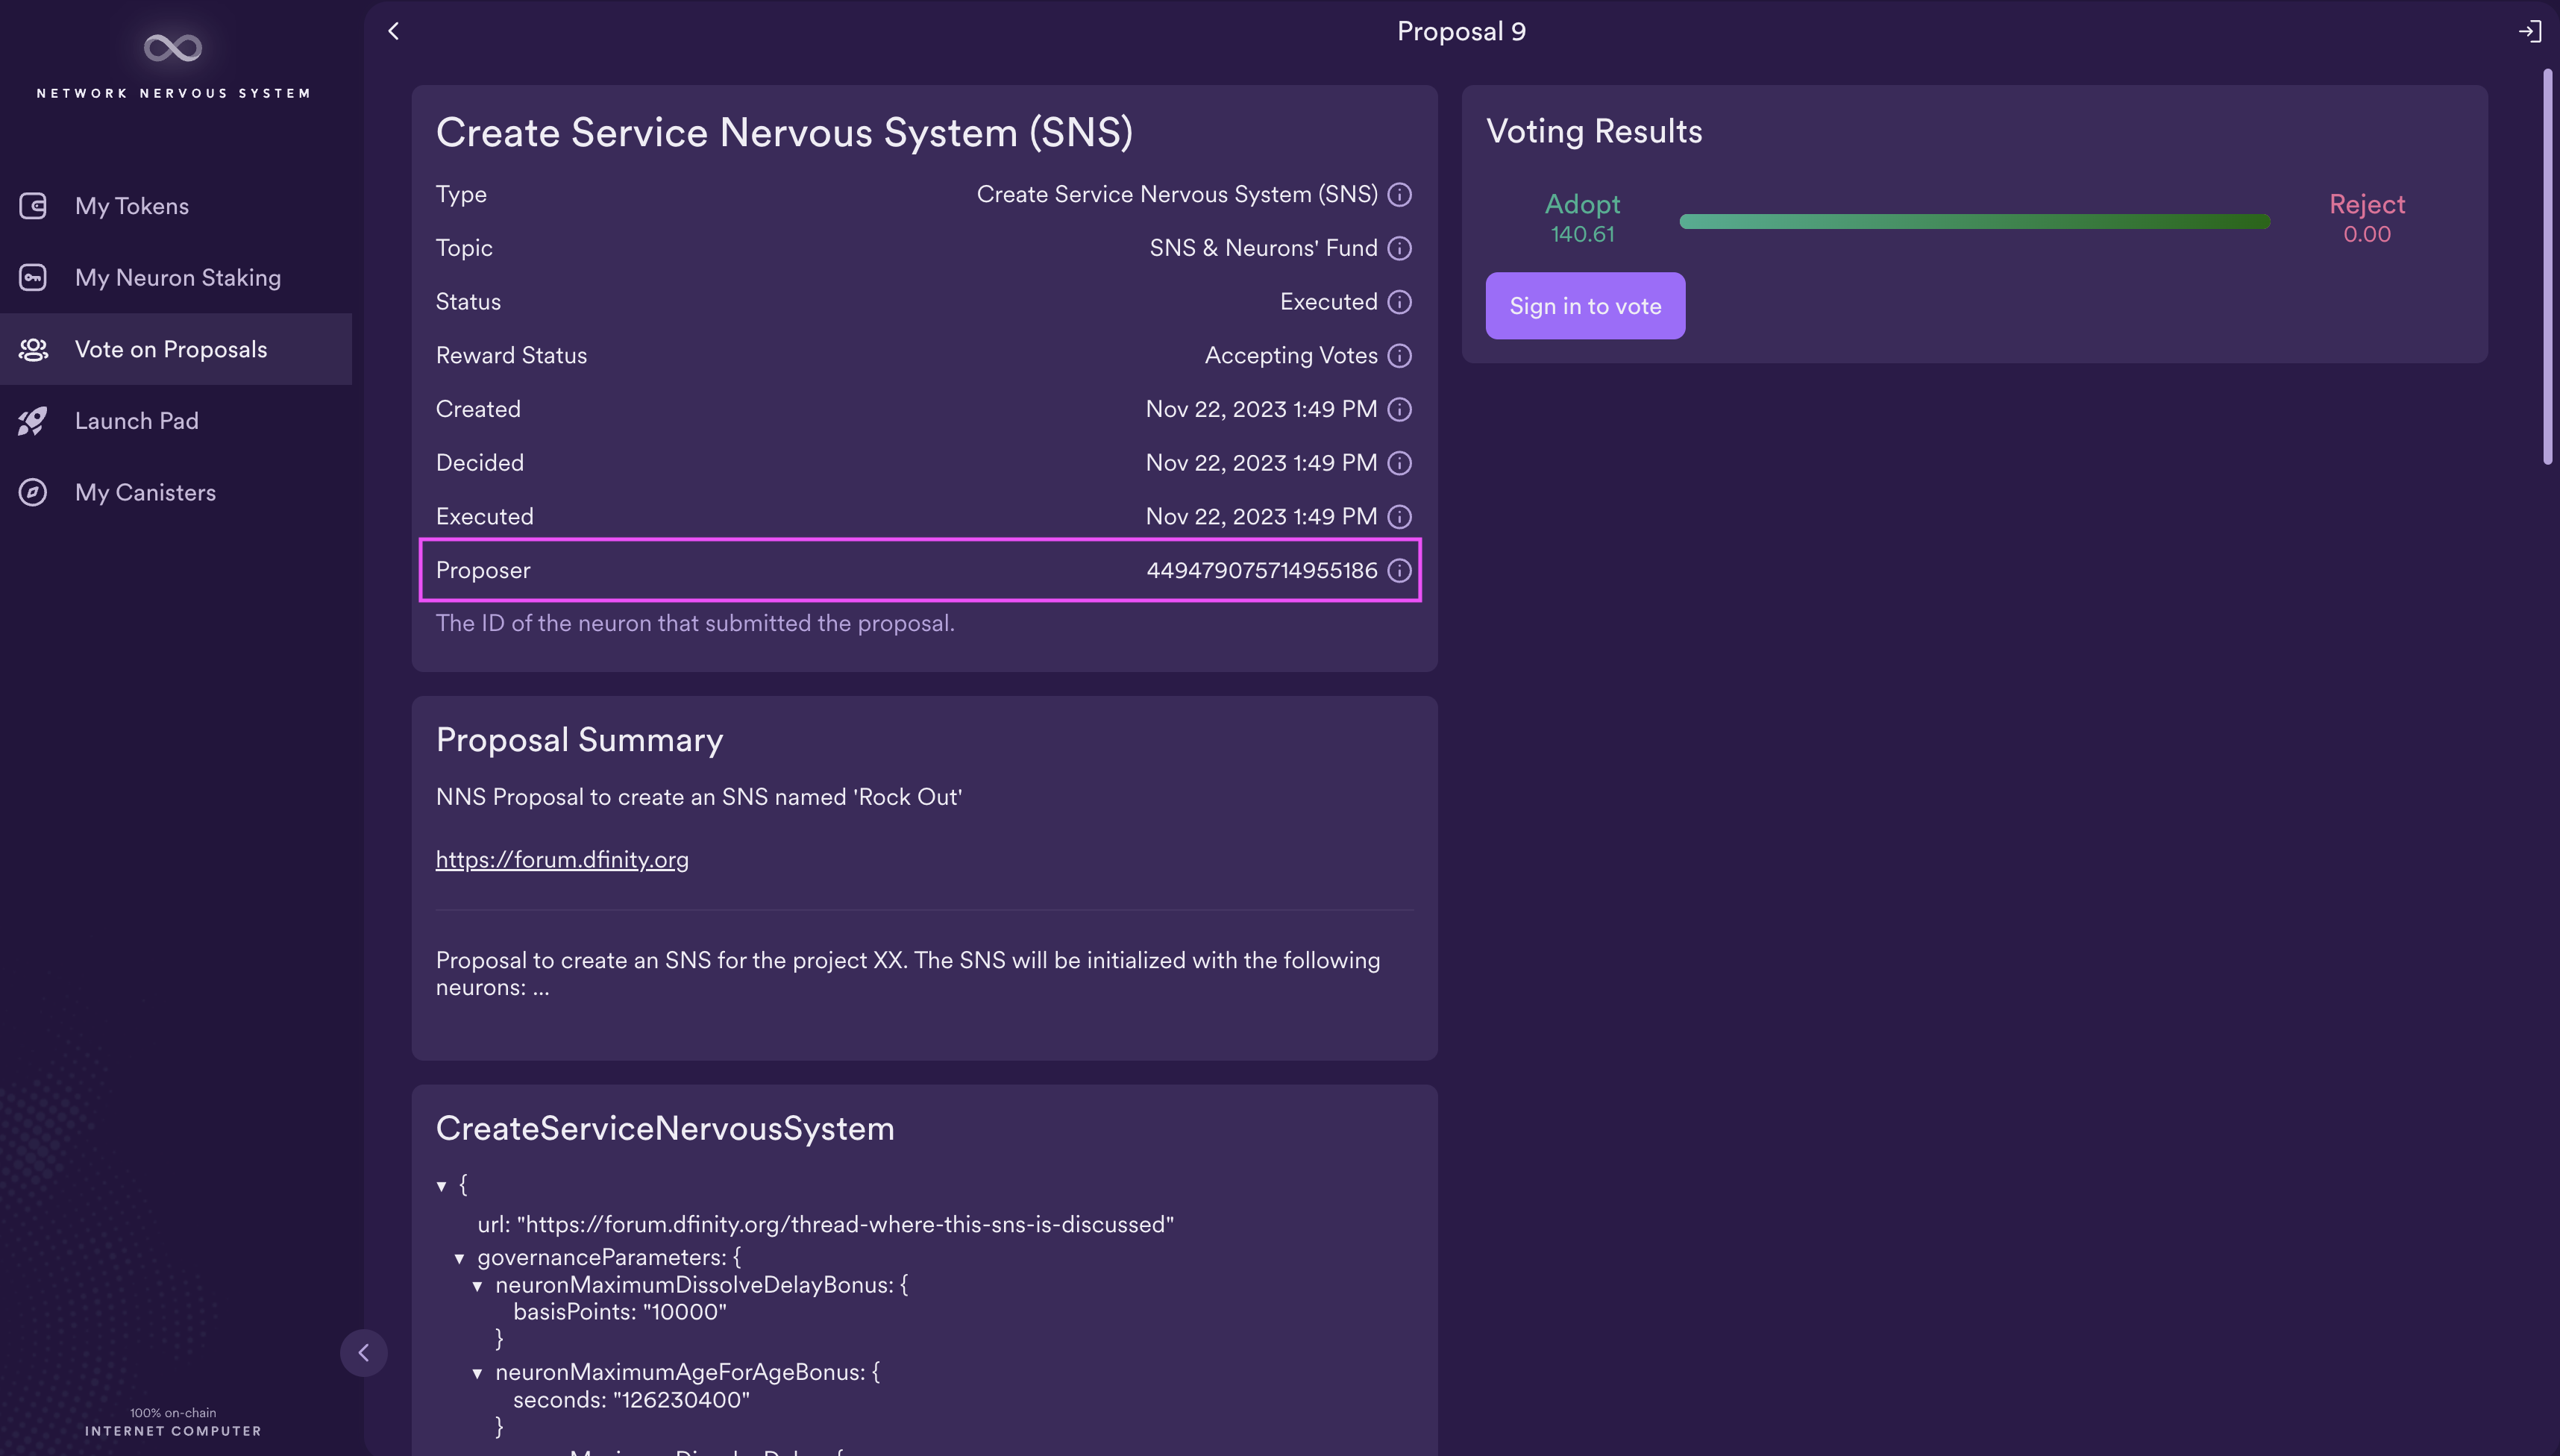 NETWORK NERVOUS SYSTEM
My Tokens
My Neuron Staking
Vote on Proposals
Launch Pad
My Canisters
100% on-chain
INTERNET COMPUTER
Proposal 9
Create Service Nervous System (SNS)
Type Create Service Nervous System (SNS)
Topic SNS & Neurons' Fund
Status Executed
Reward Status Accepting Votes
Created Nov 22, 2023 1:49 PM
Decided Nov 22, 2023 1:49 PM
Executed Nov 22, 2023 1:49 PM
Proposer 449479075714955186
The ID of the neuron that submitted the proposal.
Proposal Summary
NNS Proposal to create an SNS named 'Rock Out'
https://forum.dfinity.org
Proposal to create an SNS for the project XX. The SNS will be initialized with the following
neurons: ...
CreateServiceNervousSystem
▾ {
url: "https://forum.dfinity.org/thread-where-this-sns-is-discussed"
▾ governanceParameters: {
▾ neuronMaximumDissolveDelayBonus: {
basisPoints: "10000"
}
▾ neuronMaximumAgeForAgeBonus: {
seconds: "126230400"
}
Voting Results
Adopt Reject
140.61 0.00
Sign in to vote